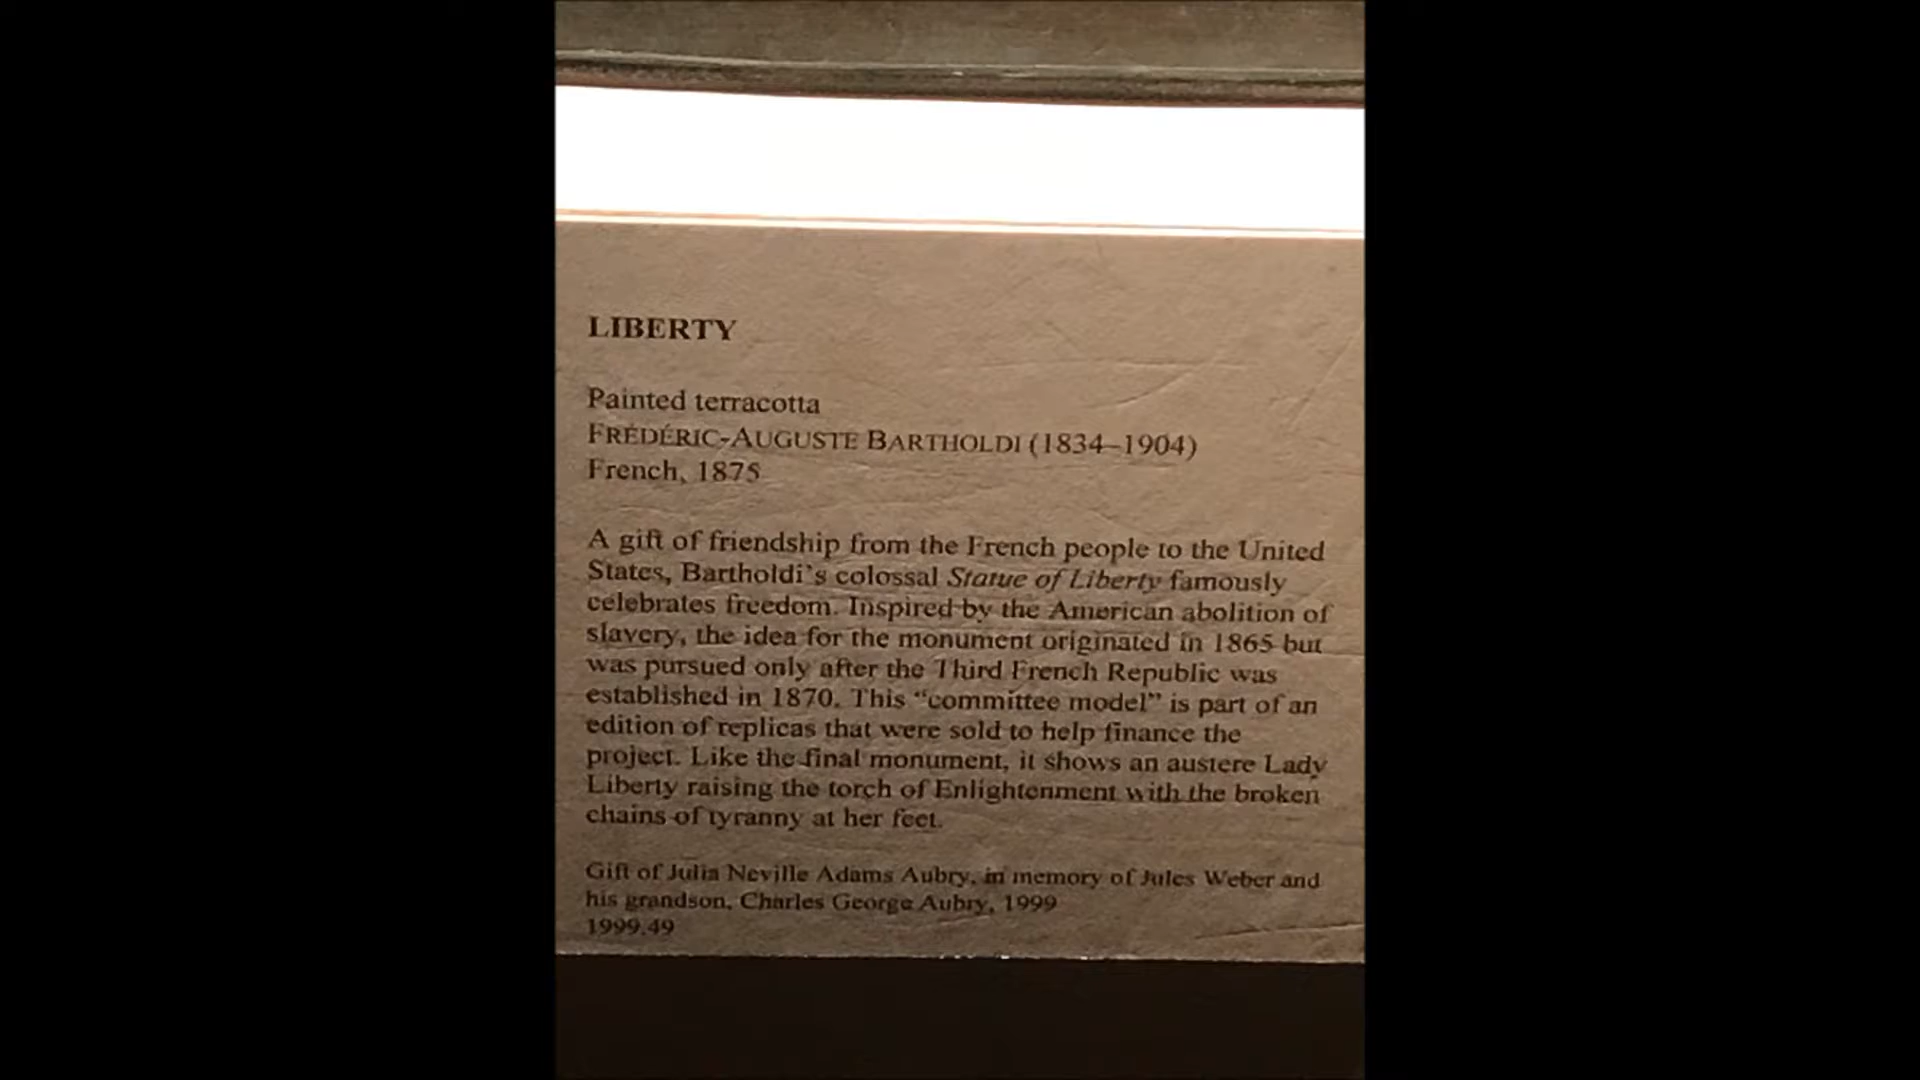 LIBERTY
Painted terracotta
FRÉDÉRIC-AUGUSTE BARTHOLDI (1834–1904)
French, 1875
A gift of friendship from the French people to the United
States, Bartholdi's colossal Statue of Liberty famously
celebrates freedom. Inspired by the American abolition of
slavery, the idea for the monument originated in 1865 but
was pursued only after the Third French Republic was
established in 1870. This “committee model” is part of an
edition of replicas that were sold to help finance the
project. Like the final monument, it shows an austere Lady
Liberty raising the torch of Enlightenment with the broken
chains of tyranny at her feet.
Gift of Julia Neville Adams Aubry, in memory of Jules Weber and
his grandson, Charles George Aubry, 1999
1999.49